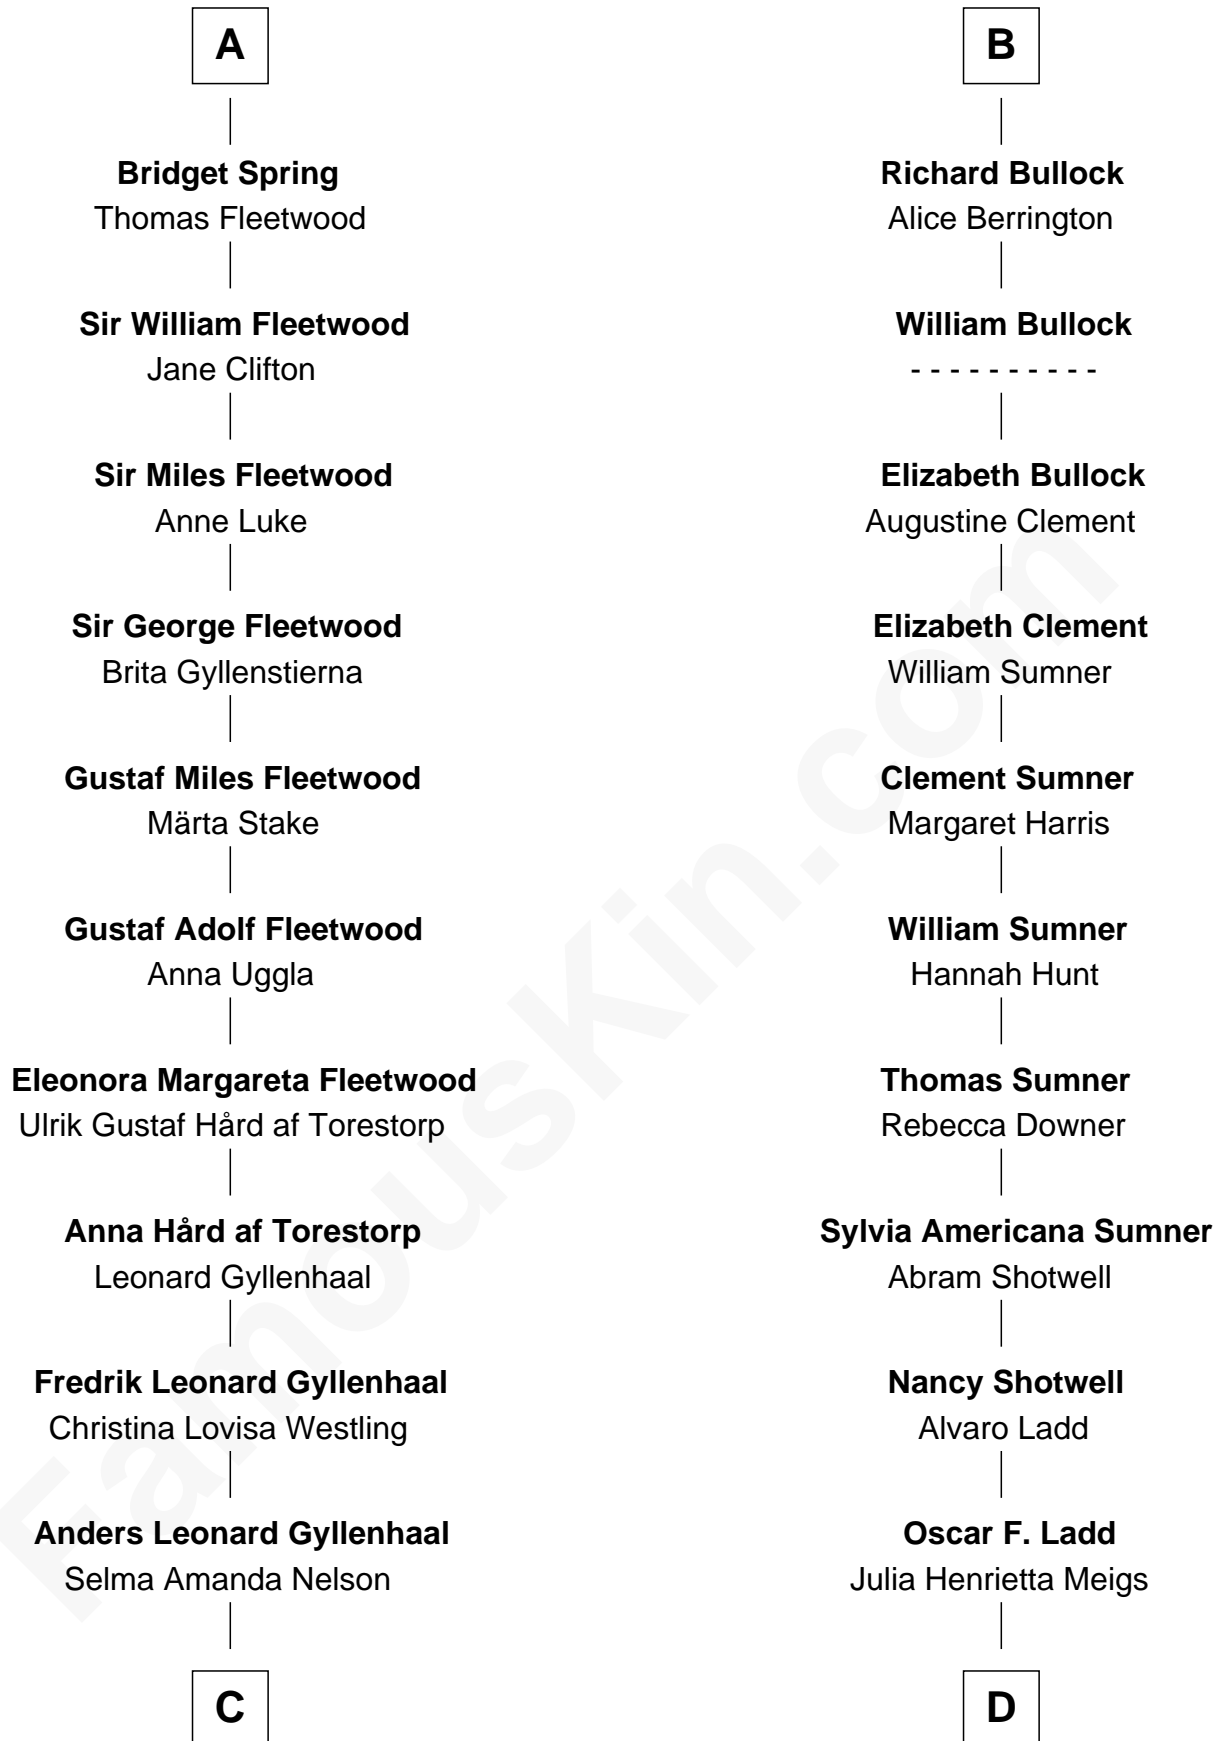 A
Bridget Spring
Thomas Fleetwood
Sir William Fleetwood
Jane Clifton
Sir Miles Fleetwood
Anne Luke
Sir George Fleetwood
Brita Gyllenstierna
Gustaf Miles Fleetwood
Märta Stake
Gustaf Adolf Fleetwood
Anna Uggla
Eleonora Margareta Fleetwood
Ulrik Gustaf Hård af Torestorp
Anna Hård af Torestorp
Leonard Gyllenhaal
Fredrik Leonard Gyllenhaal
Christina Lovisa Westling
Anders Leonard Gyllenhaal
Selma Amanda Nelson
C
B
Richard Bullock
Alice Berrington
William Bullock
- - - - - - - - - -
Elizabeth Bullock
Augustine Clement
Elizabeth Clement
William Sumner
Clement Sumner
Margaret Harris
William Sumner
Hannah Hunt
Thomas Sumner
Rebecca Downer
Sylvia Americana Sumner
Abram Shotwell
Nancy Shotwell
Alvaro Ladd
Oscar F. Ladd
Julia Henrietta Meigs
D
FamousKin.com